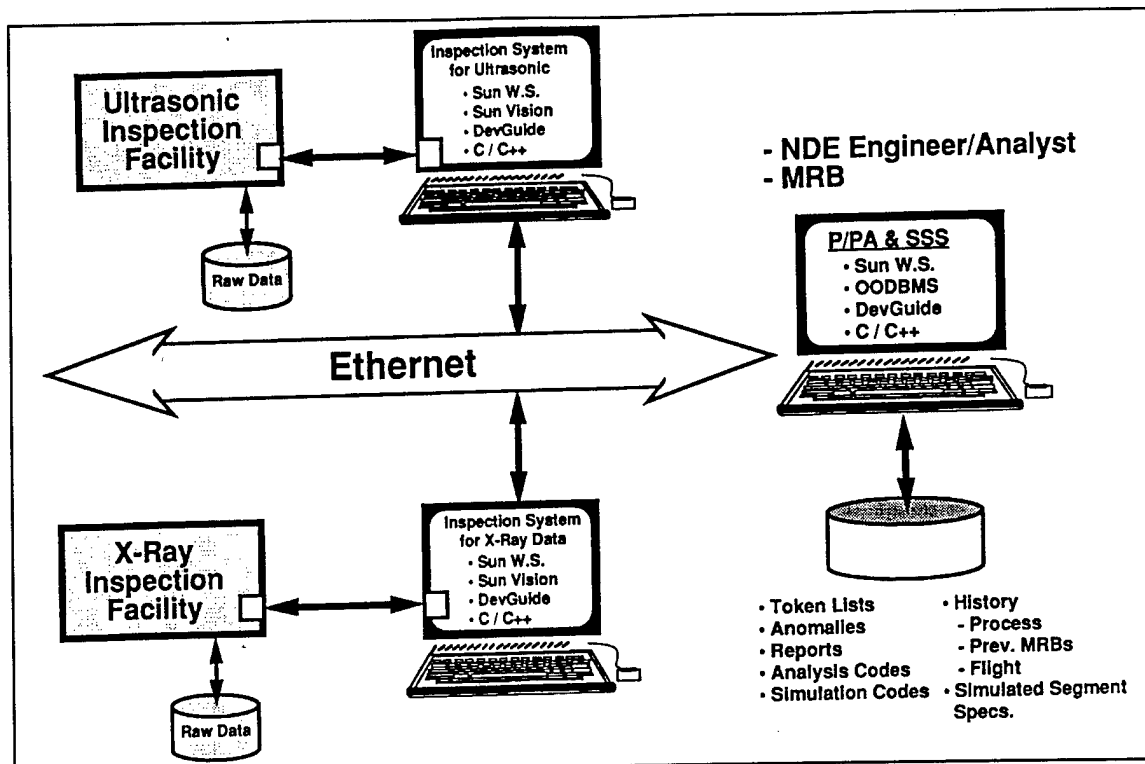 Ultrasonic
Inspection
Facility
Raw Data
Inspection System
for Ultrasonic
• Sun W.S.
• Sun Vision
• DevGuide
• C / C++
- NDE Engineer/Analyst
- MRB
P/PA & SSS
• Sun W.S.
• OODBMS
• DevGuide
• C / C++
Ethernet
X-Ray
Inspection
Facility
Raw Data
Inspection System
for X-Ray Data
• Sun W.S.
• Sun Vision
• DevGuide
• C / C++
• Token Lists
• Anomalies
• Reports
• Analysis Codes
• Simulation Codes
• History
- Process
- Prev. MRBs
- Flight
• Simulated Segment
Specs.